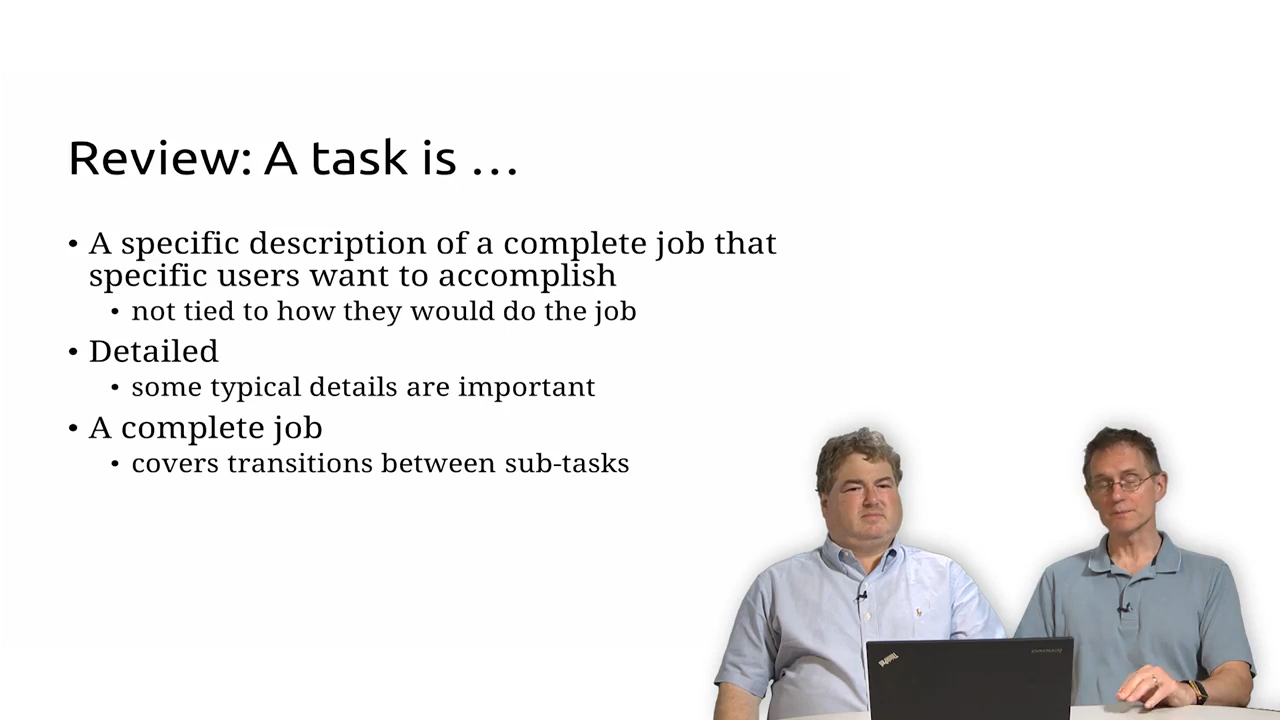 Review: A task is …
• A specific description of a complete job that
specific users want to accomplish
• not tied to how they would do the job
• Detailed
• some typical details are important
• A complete job
• covers transitions between sub-tasks
ThinkPad